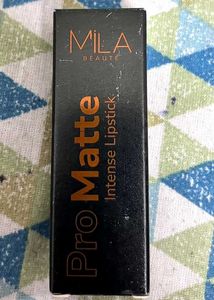 MiLA
BEAUTÉ
Pro Matte
Intense Lipstick